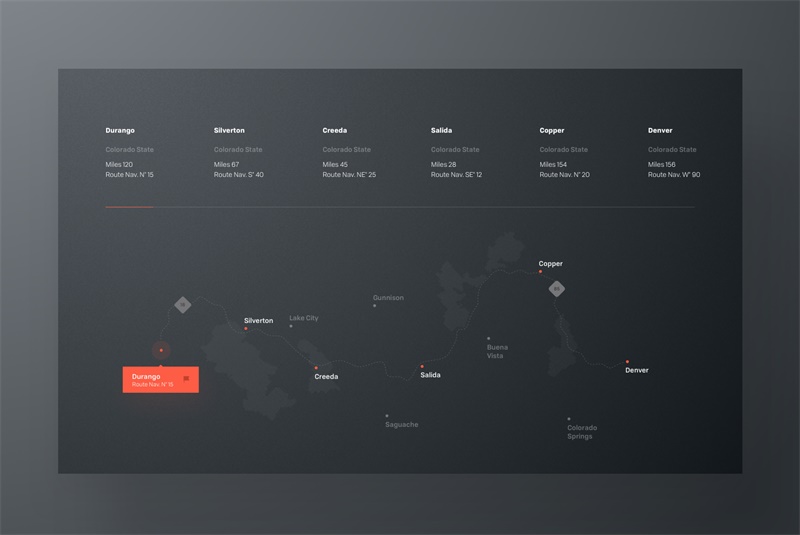 Durango
Colorado State
Miles 120
Route Nav. N° 15
Silverton
Colorado State
Miles 67
Route Nav. S° 40
Creeda
Colorado State
Miles 45
Route Nav. NE° 25
Salida
Colorado State
Miles 28
Route Nav. SE° 12
Copper
Colorado State
Miles 154
Route Nav. N° 20
Denver
Colorado State
Miles 156
Route Nav. W° 90
Copper
Gunnison
Lake City
Silverton
Buena
Vista
Denver
Durango
Route Nav. N° 15
Creeda
Salida
Saguache
Colorado
Springs